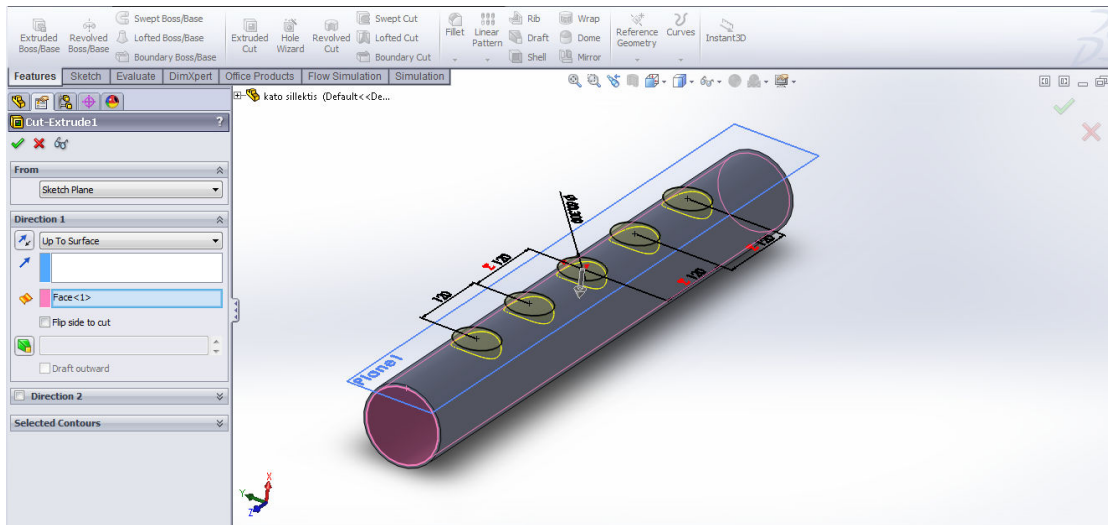 Extruded Boss/Base
Revolved Boss/Base
Swept Boss/Base
Lofted Boss/Base
Boundary Boss/Base
Extruded Cut
Hole Wizard
Revolved Cut
Swept Cut
Lofted Cut
Boundary Cut
Fillet
Linear Pattern
Rib
Draft
Shell
Wrap
Dome
Mirror
Reference Geometry
Curves
Instant3D
Features
Sketch
Evaluate
DimXpert
Office Products
Flow Simulation
Simulation
kato sillektis (Default<<De...
Cut-Extrude1
?
From
Sketch Plane
Direction 1
Up To Surface
Face<1>
Flip side to cut
Draft outward
Direction 2
Selected Contours
Σ 120
120
Σ 120
Σ 120
Plane1
X
Y
Z